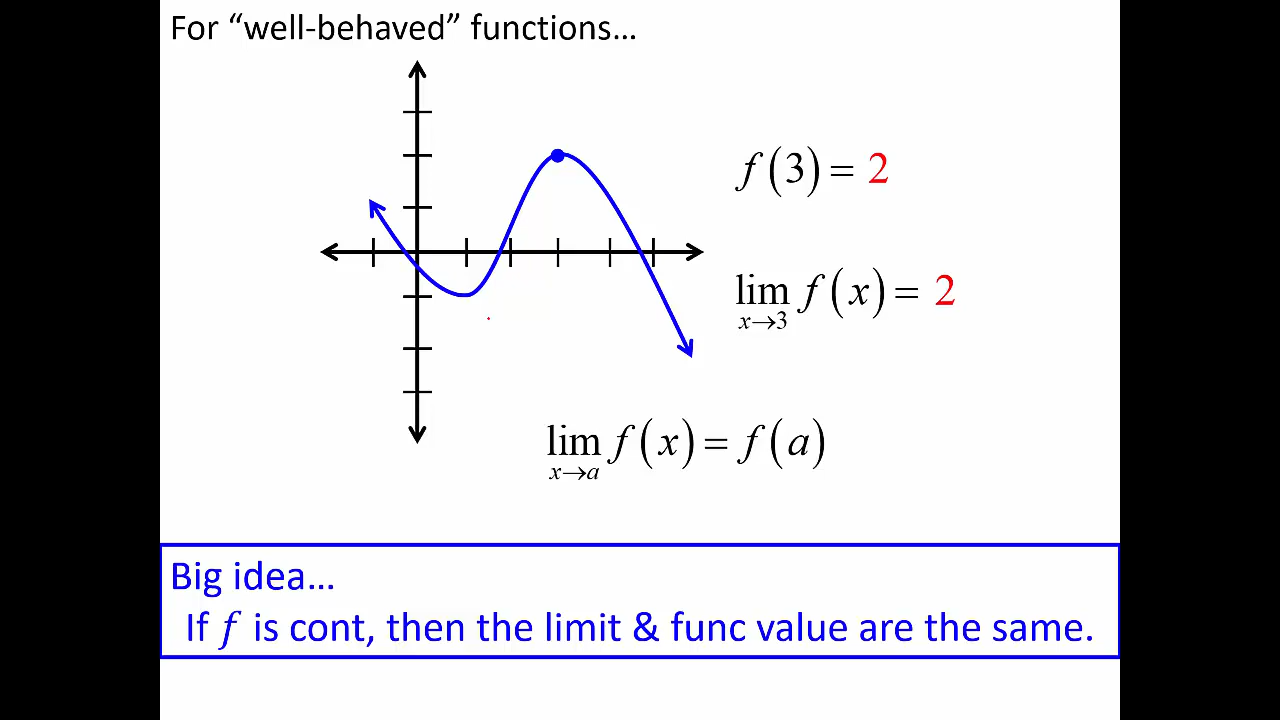 For “well-behaved” functions…
f(3) = 2
lim f(x) = 2
x→3
lim f(x) = f(a)
x→a
Big idea…
If f is cont, then the limit & func value are the same.